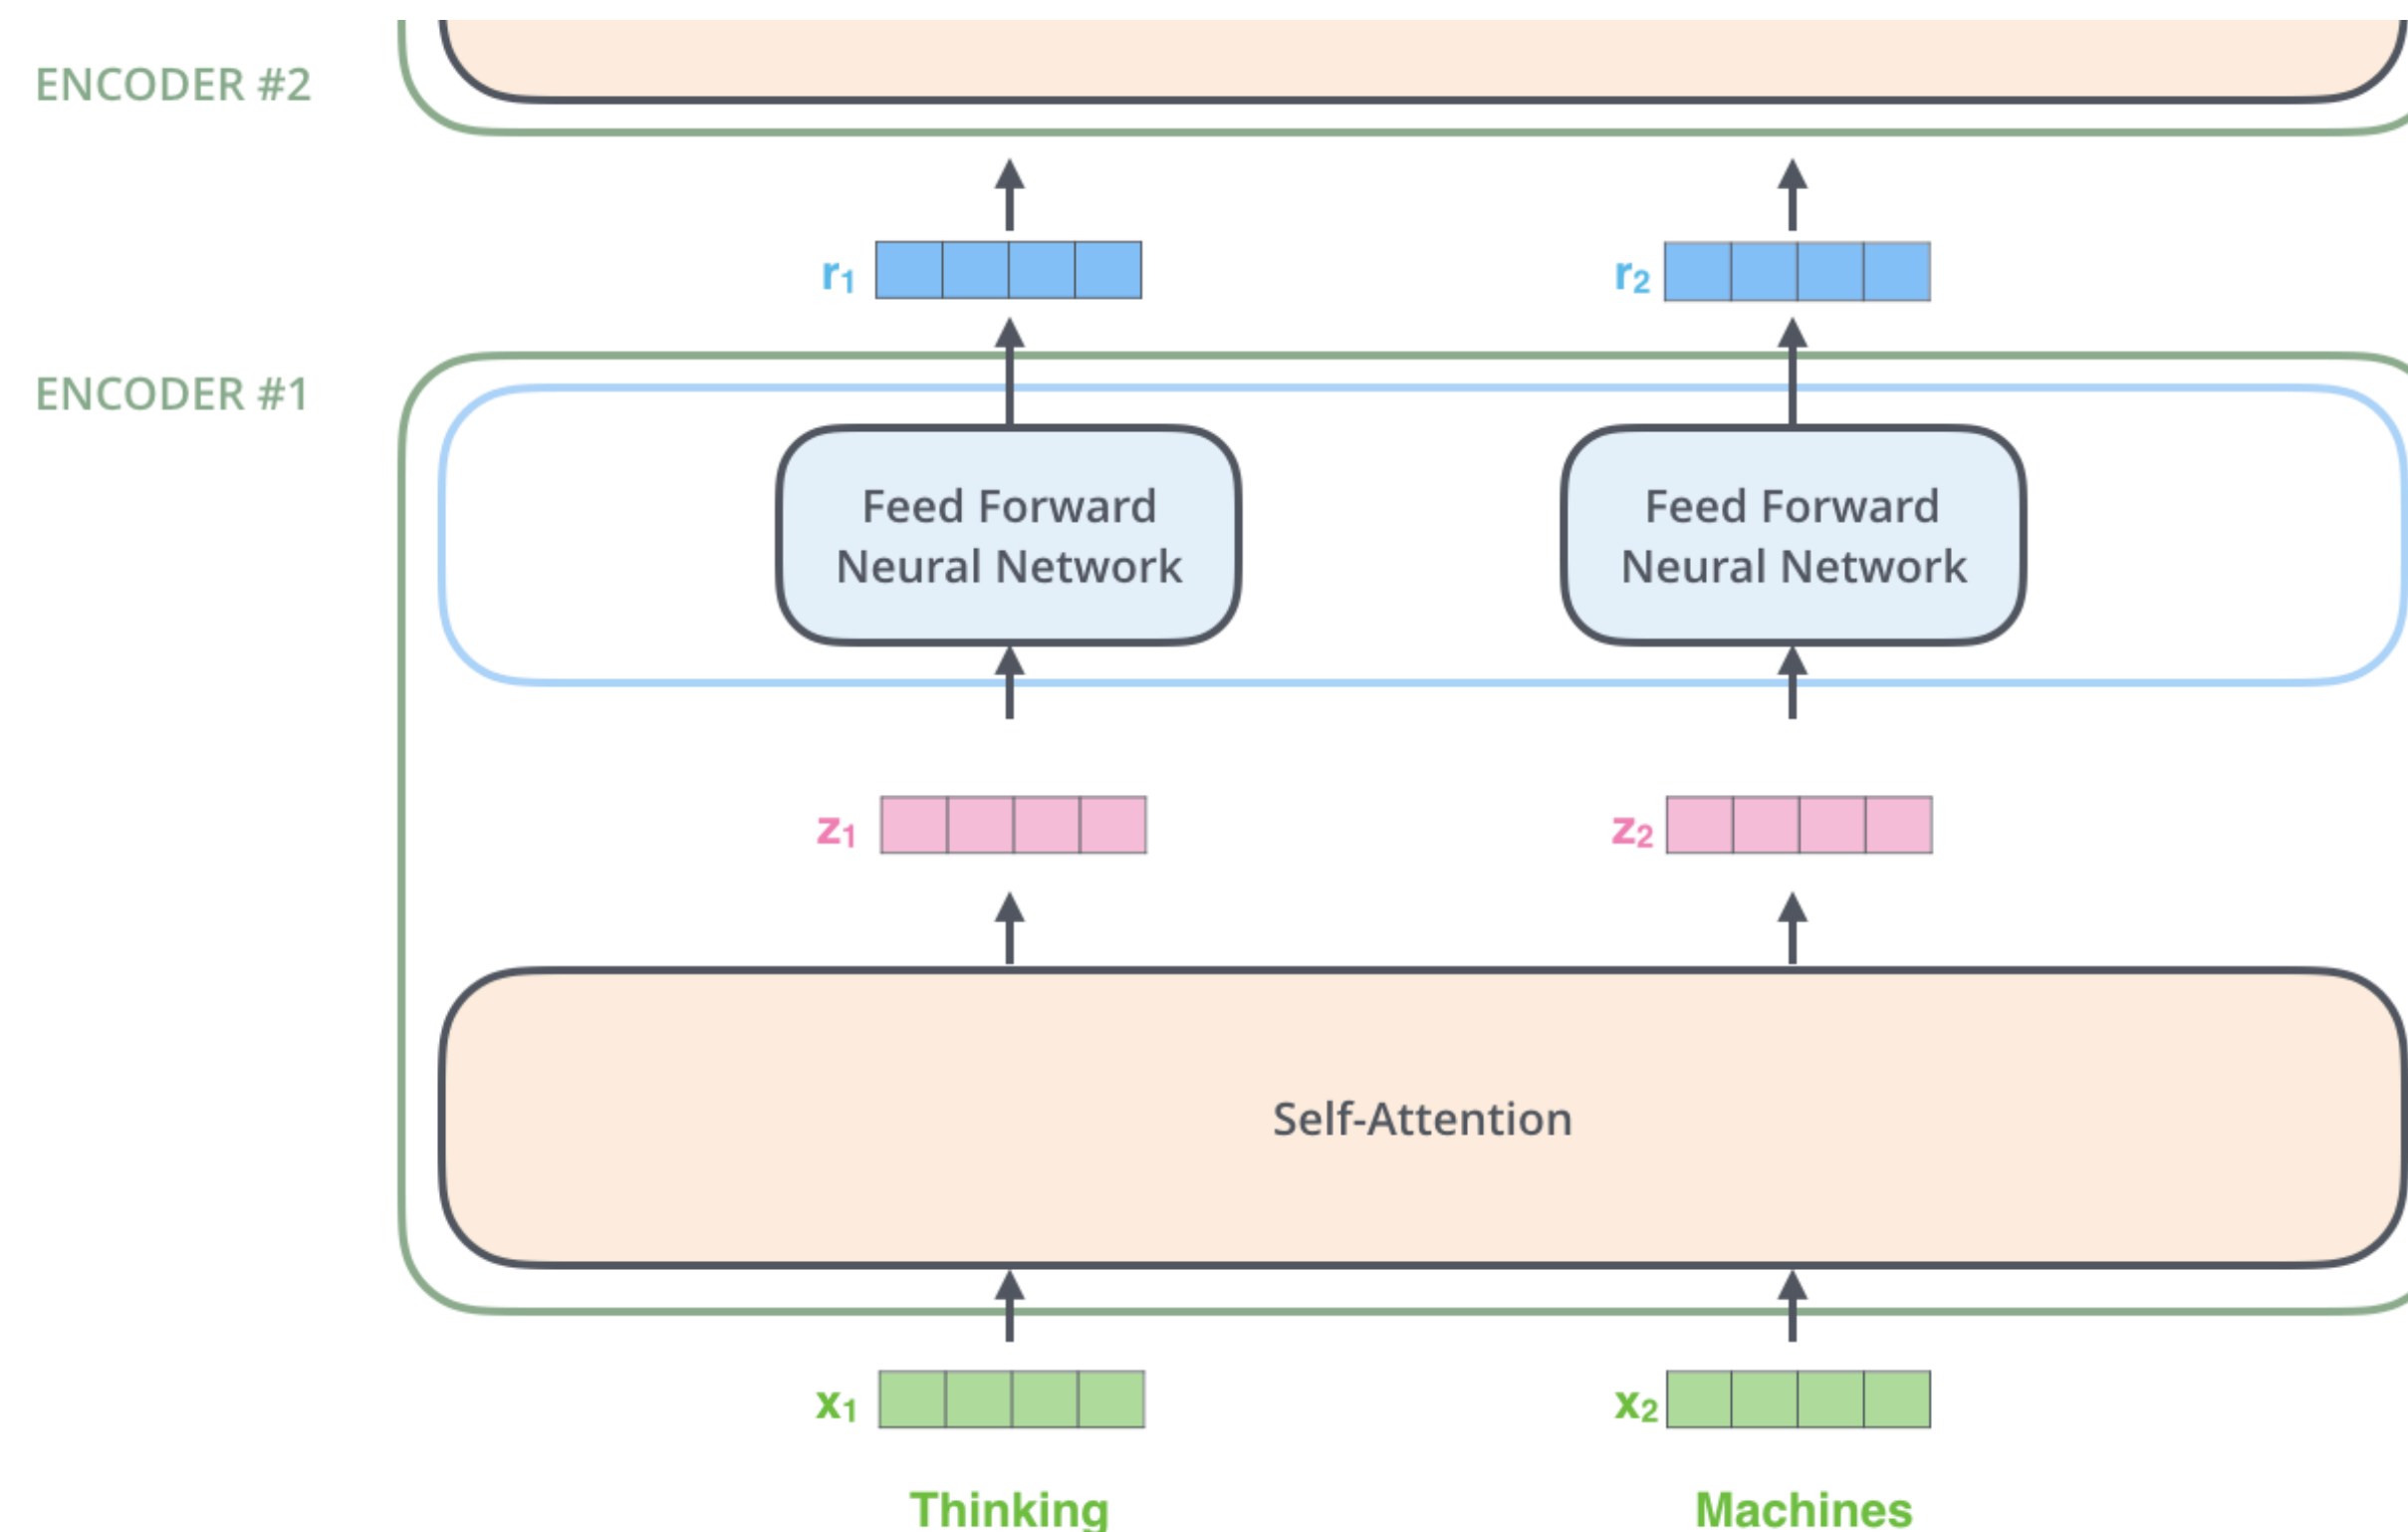 ENCODER #2
r₁
r₂
ENCODER #1
Feed Forward
Neural Network
Feed Forward
Neural Network
z₁
z₂
Self-Attention
x₁
x₂
Thinking
Machines